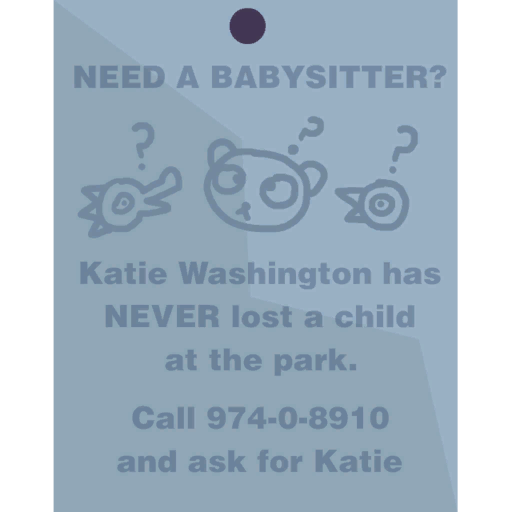 NEED A BABYSITTER?
? ? ?
Katie Washington has
NEVER lost a child
at the park.
Call 974-0-8910
and ask for Katie